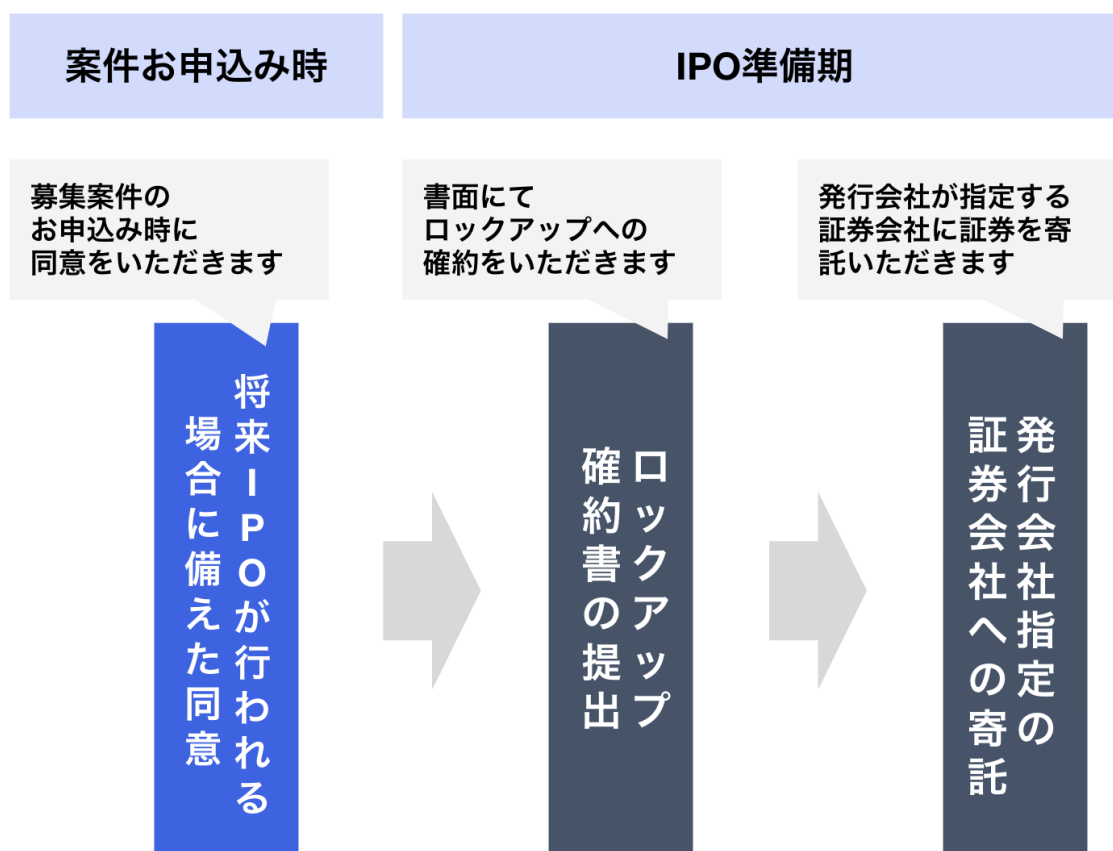 案件お申込み時
IPO準備期
募集案件の
お申込み時に
同意をいただきます
書面にて
ロックアップへの
確約をいただきます
発行会社が指定する
証券会社に証券を寄
託いただきます
将来IPOが行われる
場合に備えた同意
ロックアップ
確約書の提出
発行会社指定の
証券会社への寄託